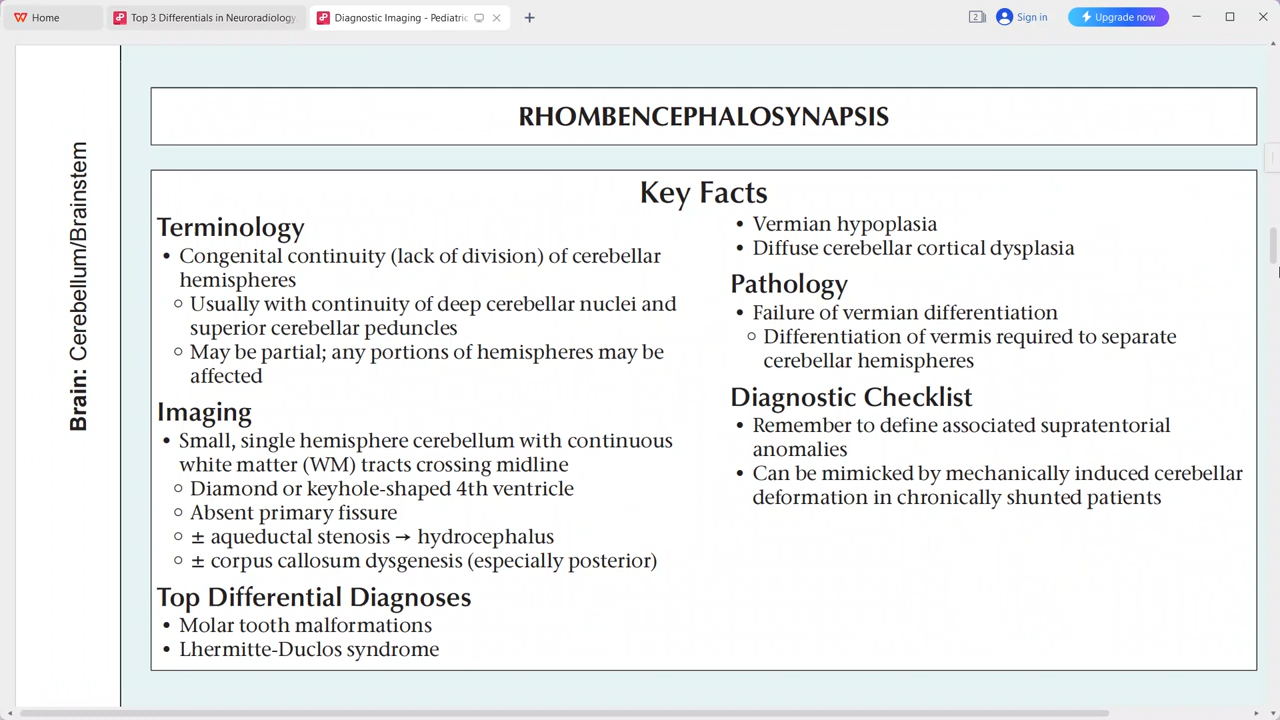 Home
Top 3 Differentials in Neuroradiology
Diagnostic Imaging - Pediatric
2
Sign in
Upgrade now
Brain: Cerebellum/Brainstem
RHOMBENCEPHALOSYNAPSIS
Key Facts
Terminology
• Congenital continuity (lack of division) of cerebellar
hemispheres
○ Usually with continuity of deep cerebellar nuclei and
superior cerebellar peduncles
○ May be partial; any portions of hemispheres may be
affected
Imaging
• Small, single hemisphere cerebellum with continuous
white matter (WM) tracts crossing midline
○ Diamond or keyhole-shaped 4th ventricle
○ Absent primary fissure
○ ± aqueductal stenosis → hydrocephalus
○ ± corpus callosum dysgenesis (especially posterior)
Top Differential Diagnoses
• Molar tooth malformations
• Lhermitte-Duclos syndrome
• Vermian hypoplasia
• Diffuse cerebellar cortical dysplasia
Pathology
• Failure of vermian differentiation
○ Differentiation of vermis required to separate
cerebellar hemispheres
Diagnostic Checklist
• Remember to define associated supratentorial
anomalies
• Can be mimicked by mechanically induced cerebellar
deformation in chronically shunted patients